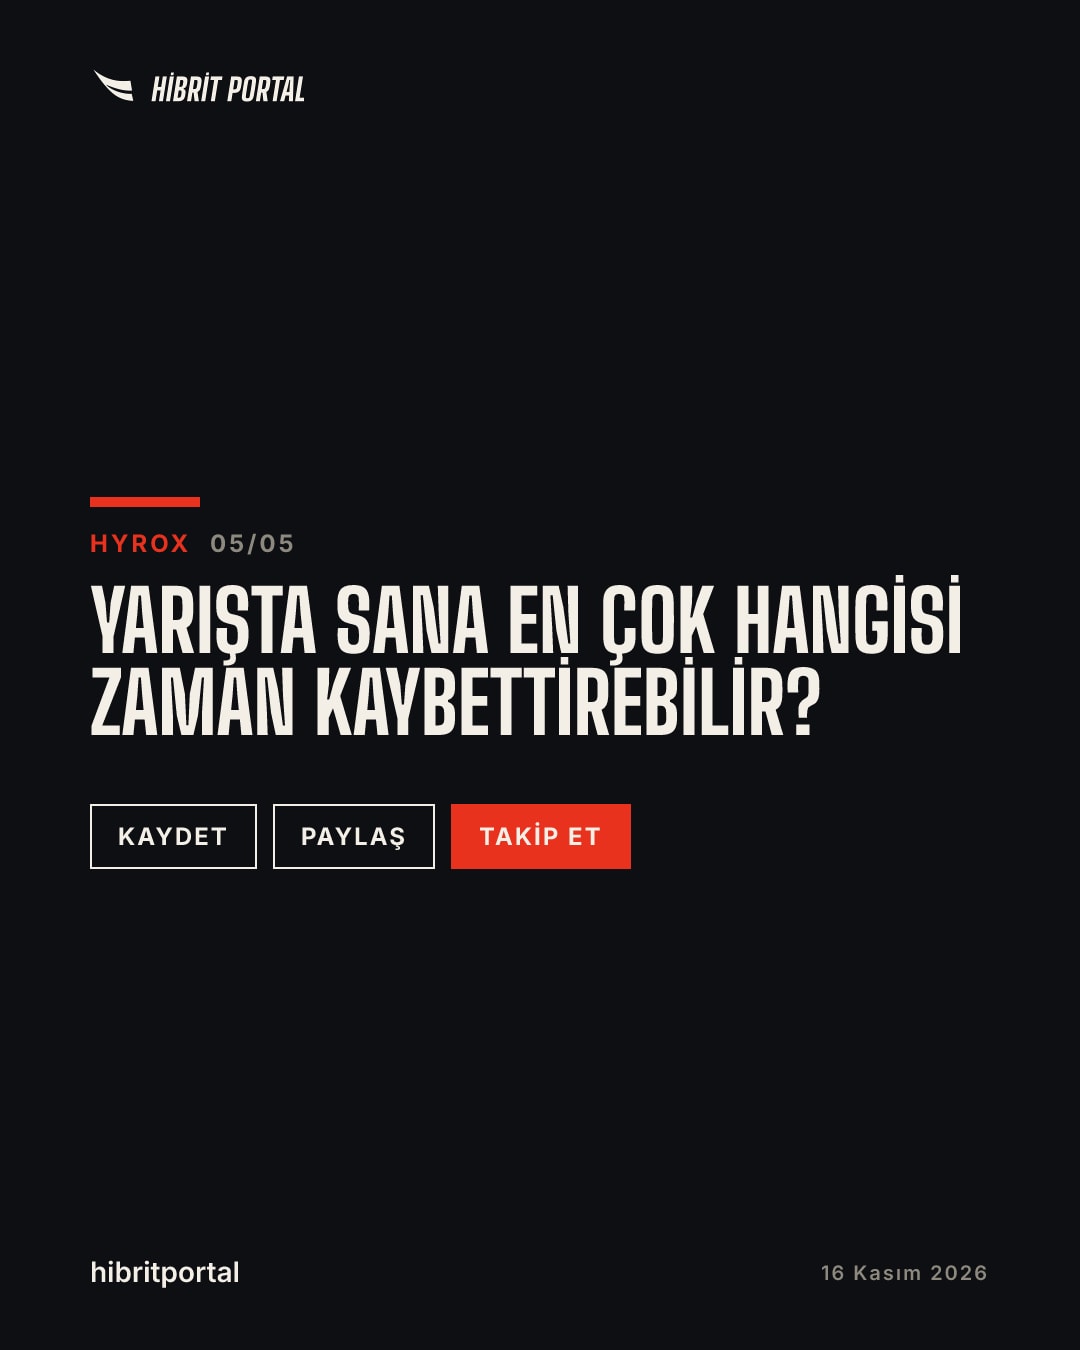 HİBRİT PORTAL
HYROX 05/05
YARIŞTA SANA EN ÇOK HANGİSİ
ZAMAN KAYBETTİREBİLİR?
KAYDET PAYLAŞ TAKİP ET
hibritportal 16 Kasım 2026